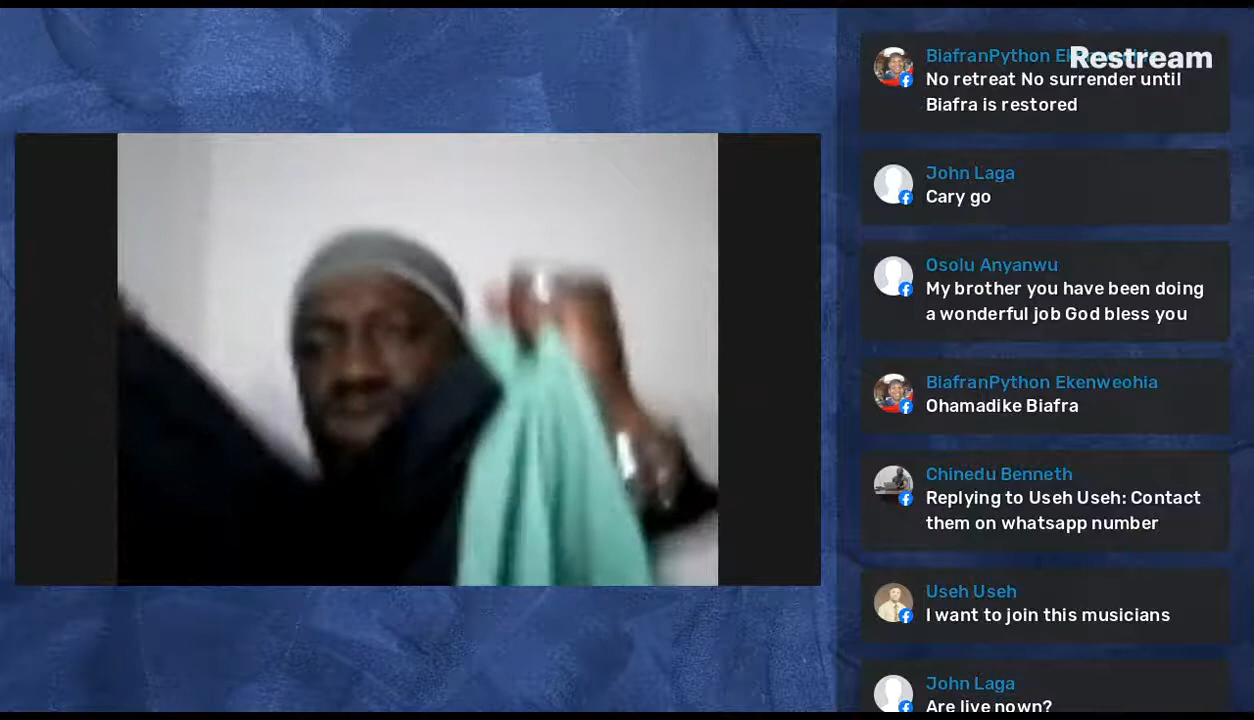 BiafranPython
Restream
No retreat No surrender until
Biafra is restored
John Laga
Cary go
Osolu Anyanwu
My brother you have been doing
a wonderful job God bless you
BiafranPython Ekenweohia
Ohamadike Biafra
Chinedu Benneth
Replying to Useh Useh: Contact
them on whatsapp number
Useh Useh
I want to join this musicians
John Laga
Are live nown?